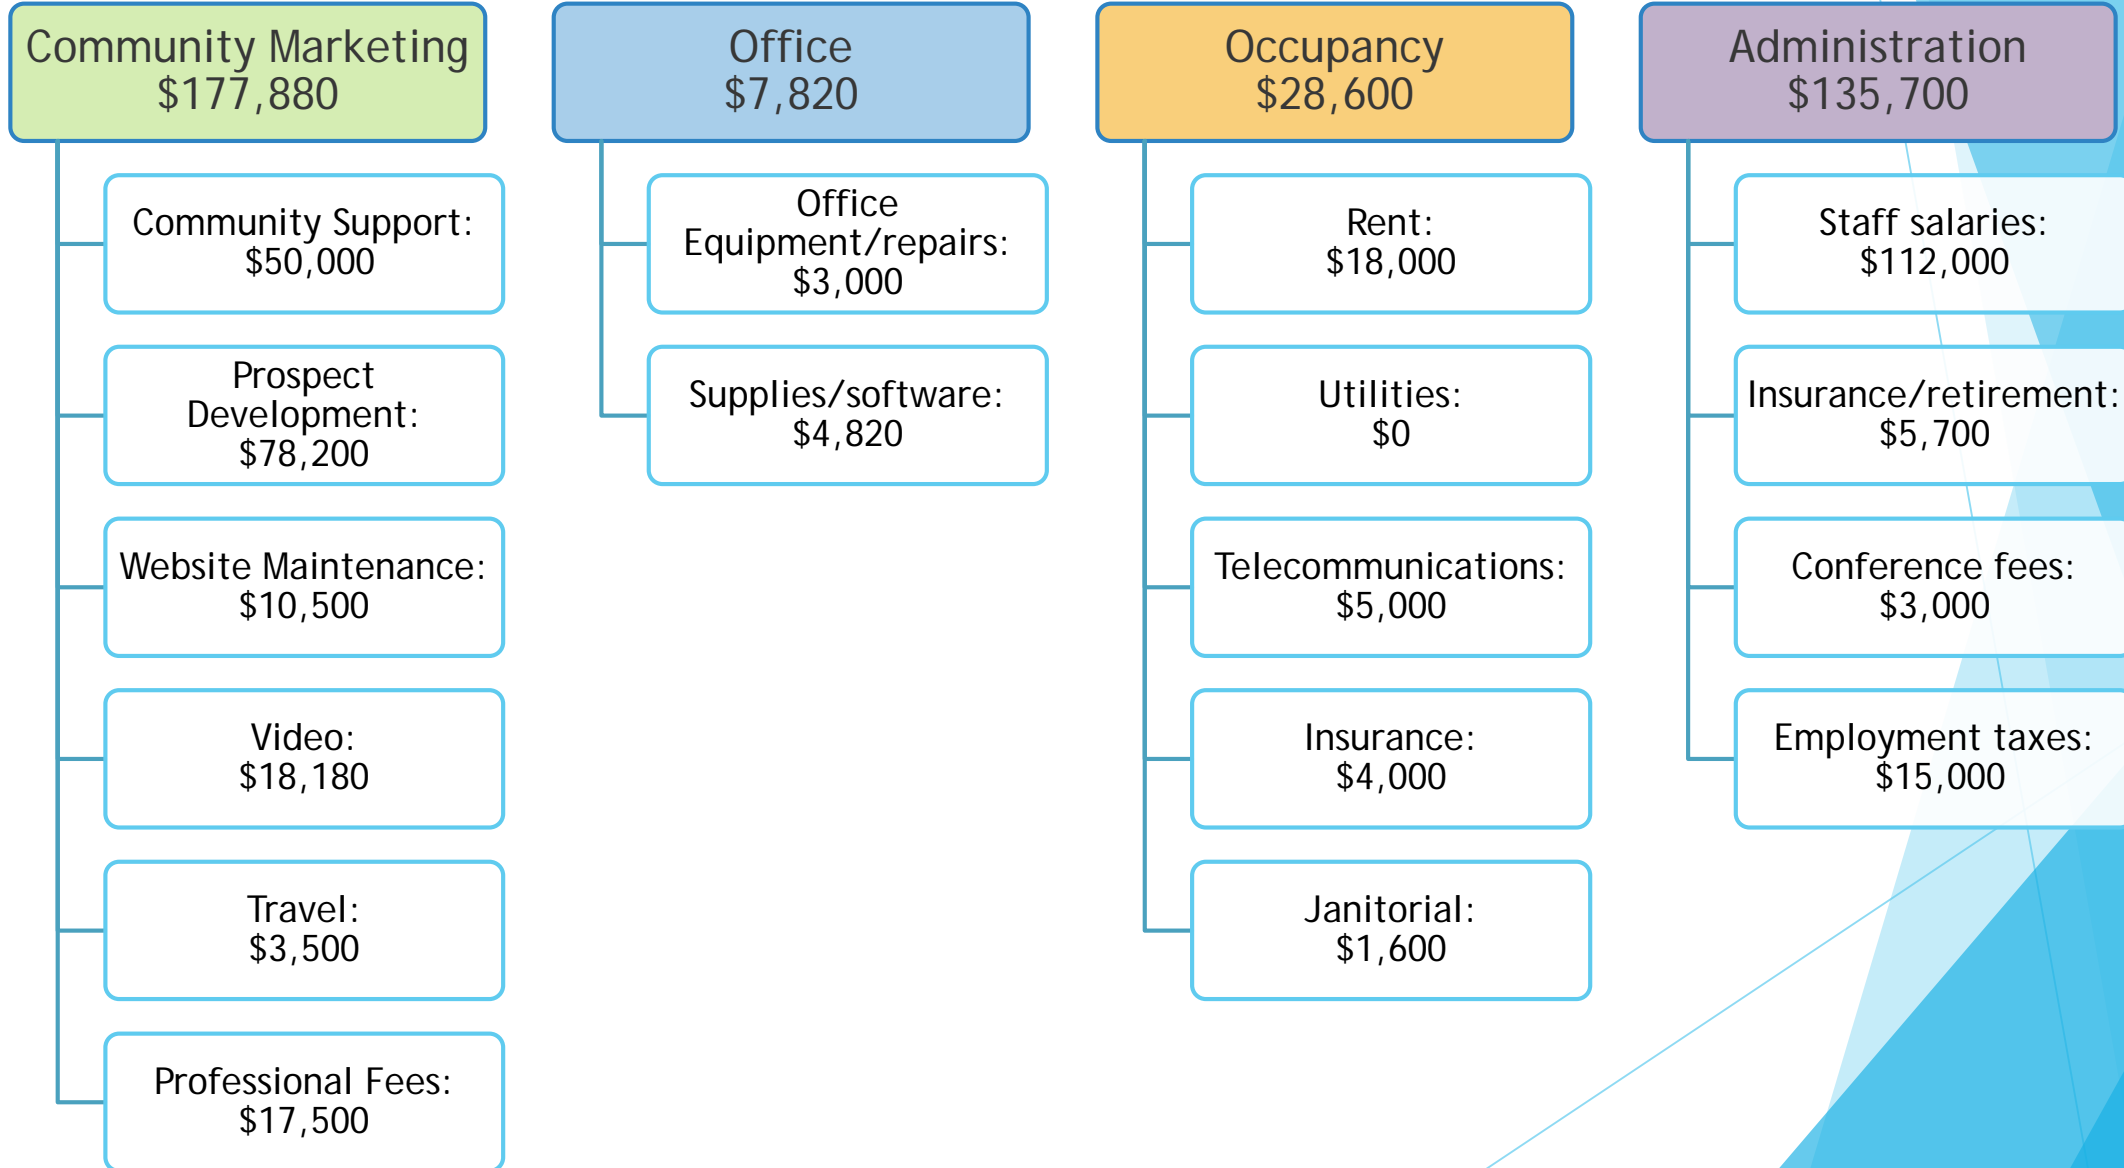 Community Marketing
$177,880
Community Support:
$50,000
Prospect
Development:
$78,200
Website Maintenance:
$10,500
Video:
$18,180
Travel:
$3,500
Professional Fees:
$17,500
Office
$7,820
Office
Equipment/repairs:
$3,000
Supplies/software:
$4,820
Occupancy
$28,600
Rent:
$18,000
Utilities:
$0
Telecommunications:
$5,000
Insurance:
$4,000
Janitorial:
$1,600
Administration
$135,700
Staff salaries:
$112,000
Insurance/retirement:
$5,700
Conference fees:
$3,000
Employment taxes:
$15,000